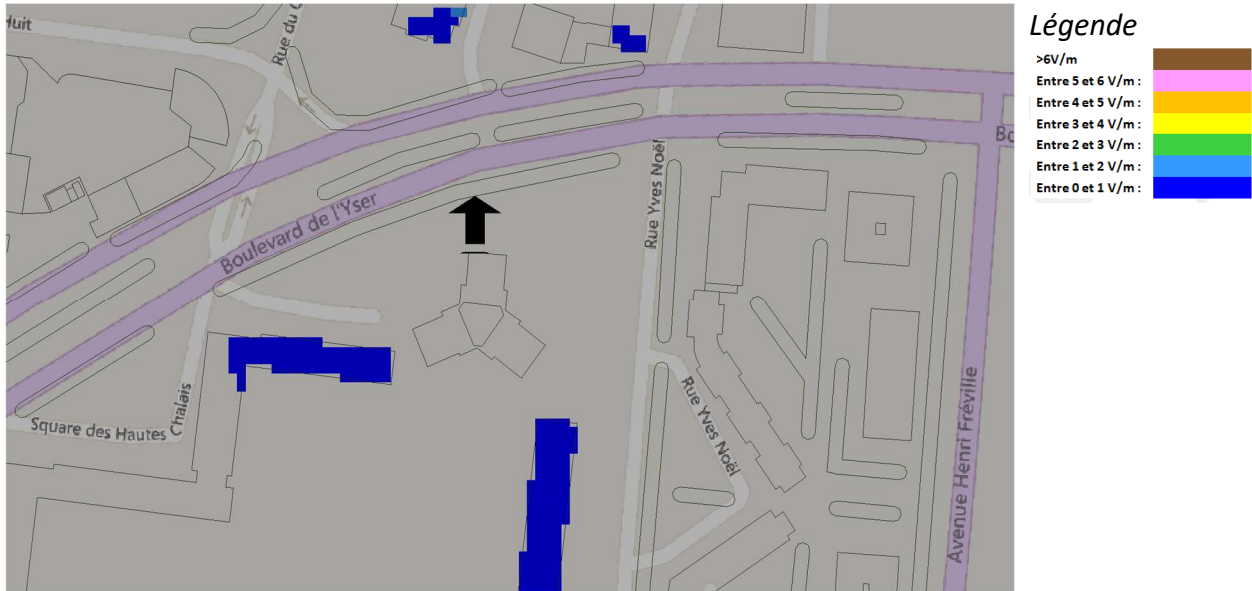 Huit
Rue du C
Légende
>6V/m
Entre 5 et 6 V/m :
Entre 4 et 5 V/m :
Entre 3 et 4 V/m :
Entre 2 et 3 V/m :
Entre 1 et 2 V/m :
Entre 0 et 1 V/m :
Bo
Boulevard de l'Yser
Rue Yves Noël
Square des Hautes Chalais
Rue Yves Noël
Avenue Henri Fréville